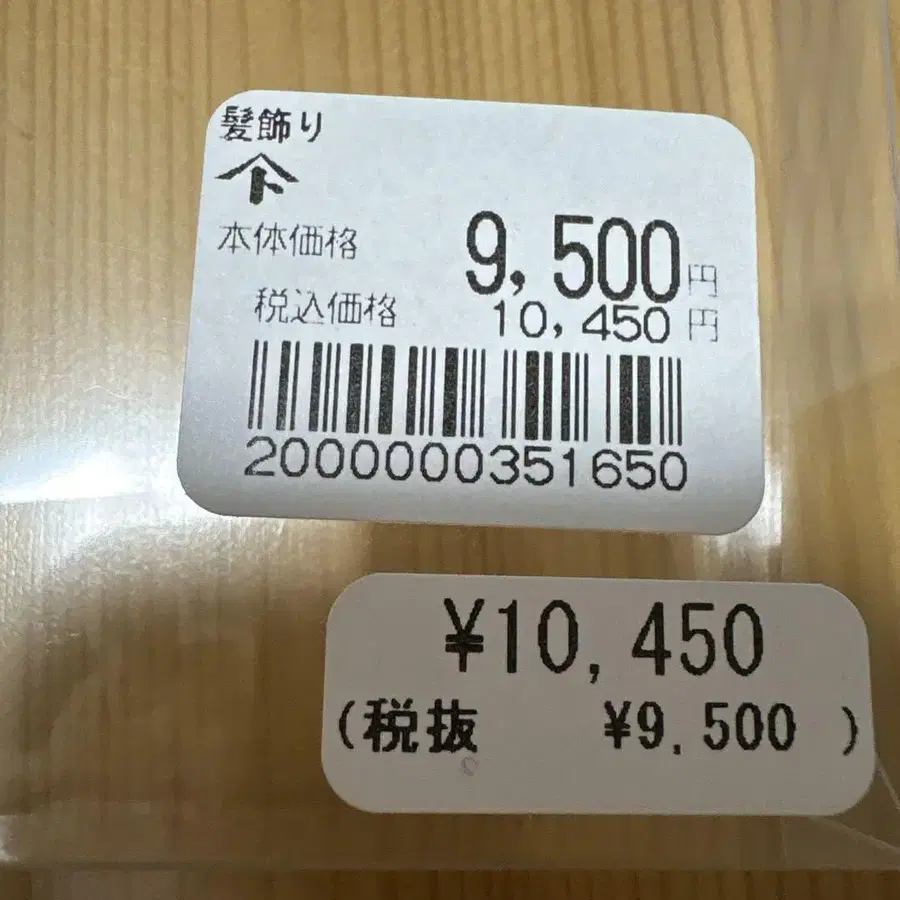 髪飾り
本体価格 9,500円
税込価格 10,450円
2000000351650
¥10,450
(税抜 ¥9,500 )